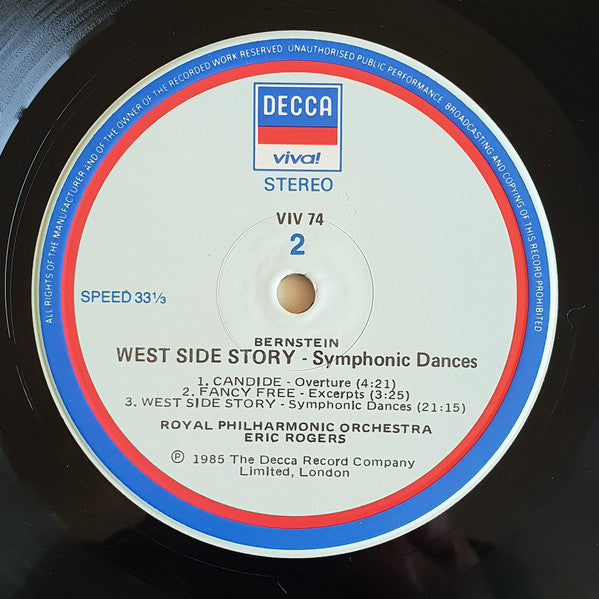 ALL RIGHTS OF THE MANUFACTURER AND OF THE OWNER OF THE RECORDED WORK RESERVED UNAUTHORISED PUBLIC PERFORMANCE, BROADCASTING AND COPYING OF THIS RECORD PROHIBITED
DECCA
viva!
STEREO
VIV 74
2
SPEED 33⅓
BERNSTEIN
WEST SIDE STORY - Symphonic Dances
1. CANDIDE - Overture (4:21)
2. FANCY FREE - Excerpts (3:25)
3. WEST SIDE STORY - Symphonic Dances (21:15)
ROYAL PHILHARMONIC ORCHESTRA
ERIC ROGERS
Ⓟ 1985 The Decca Record Company
Limited, London